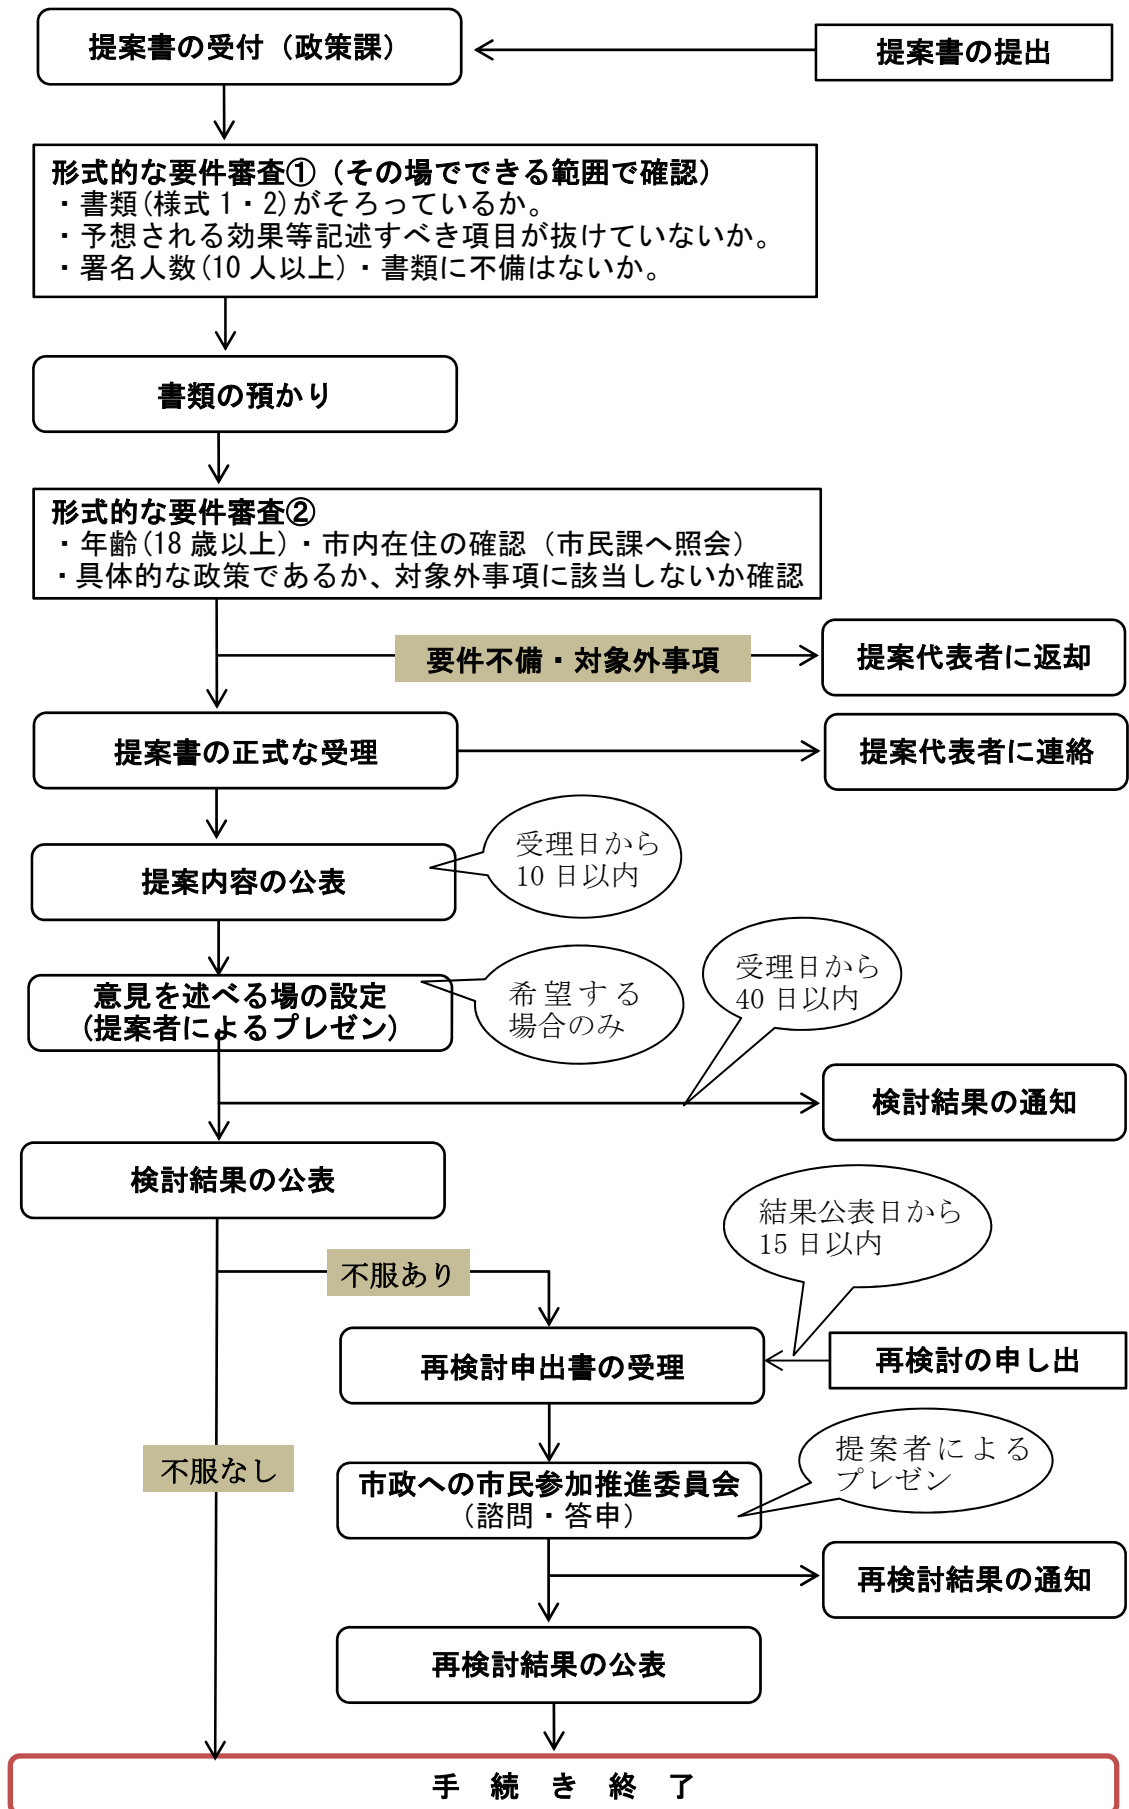 提案書の受付（政策課）
提案書の提出
形式的な要件審査①（その場でできる範囲で確認）
・書類(様式1・2)がそろっているか。
・予想される効果等記述すべき項目が抜けていないか。
・署名人数(10人以上)・書類に不備はないか。
書類の預かり
形式的な要件審査②
・年齢(18歳以上)・市内在住の確認（市民課へ照会）
・具体的な政策であるか、対象外事項に該当しないか確認
要件不備・対象外事項
提案代表者に返却
提案書の正式な受理
提案代表者に連絡
受理日から
10日以内
提案内容の公表
意見を述べる場の設定
(提案者によるプレゼン)
希望する
場合のみ
受理日から
40日以内
検討結果の通知
検討結果の公表
結果公表日から
15日以内
不服あり
再検討申出書の受理
再検討の申し出
提案者による
プレゼン
不服なし
市政への市民参加推進委員会
（諮問・答申）
再検討結果の通知
再検討結果の公表
手続き終了